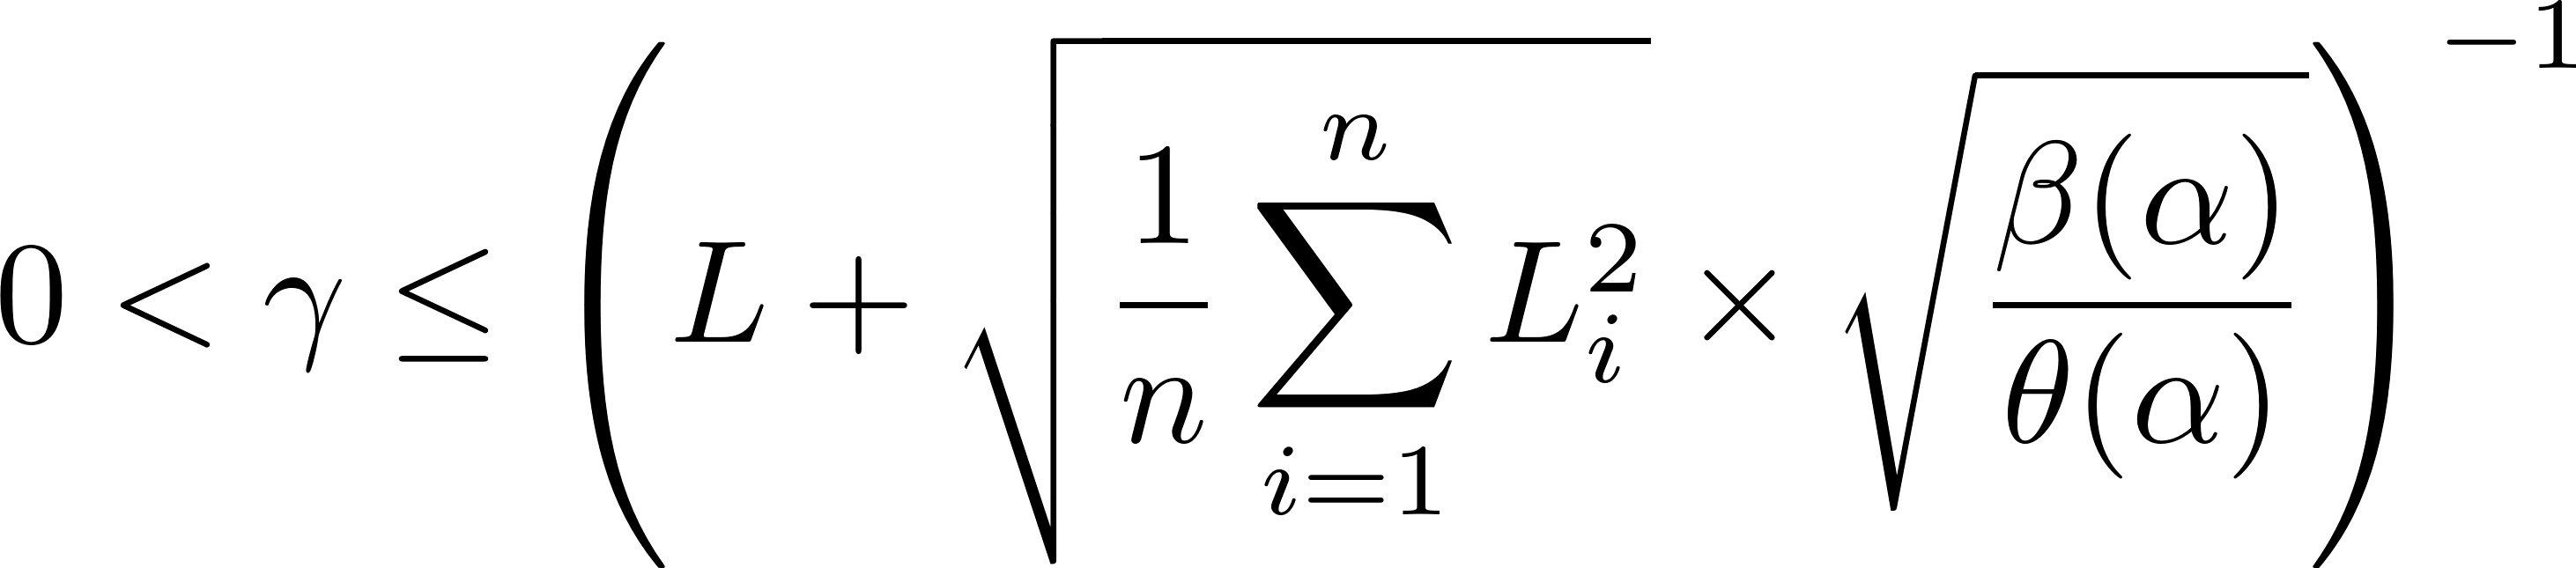 $0 < \gamma \leq \left( L + \sqrt{\frac{1}{n} \sum_{i=1}^{n} L_i^2} \times \sqrt{\frac{\beta(\alpha)}{\theta(\alpha)}} \right)^{-1}$